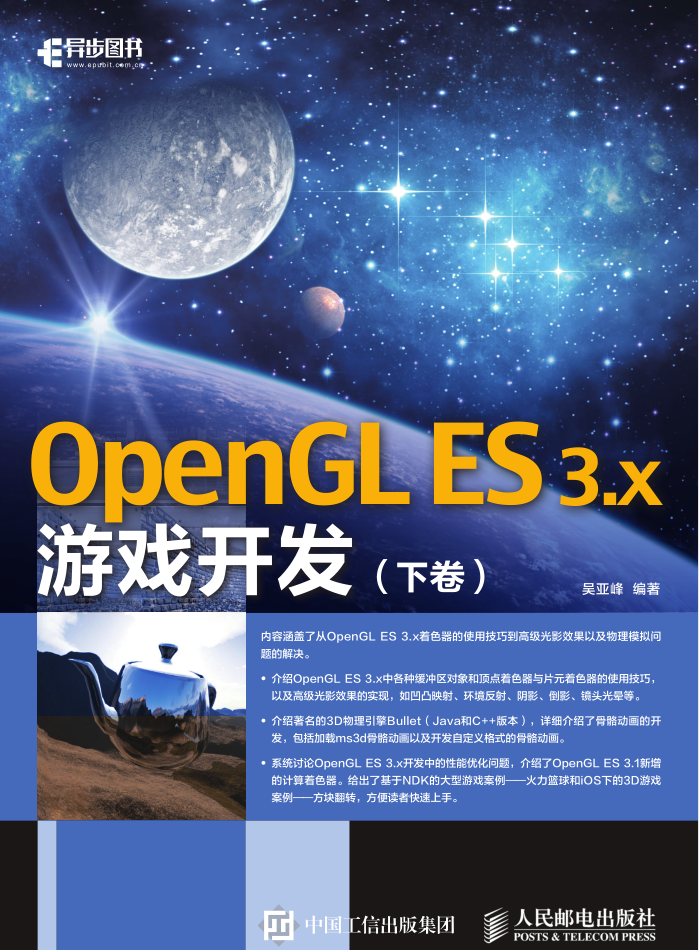 异步图书
www.epubit.com.cn
OpenGL ES 3.x
游戏开发（下卷）
吴亚峰 编著
内容涵盖了从OpenGL ES 3.x着色器的使用技巧到高级光影效果以及物理模拟问
题的解决。
• 介绍OpenGL ES 3.x中各种缓冲区对象和顶点着色器与片元着色器的使用技巧，
以及高级光影效果的实现，如凹凸映射、环境反射、阴影、倒影、镜头光晕等。
• 介绍著名的3D物理引擎Bullet（Java和C++版本），详细介绍了骨骼动画的开
发，包括加载ms3d骨骼动画以及开发自定义格式的骨骼动画。
• 系统讨论OpenGL ES 3.x开发中的性能优化问题，介绍了OpenGL ES 3.1新增
的计算着色器。给出了基于NDK的大型游戏案例——火力篮球和iOS下的3D游戏
案例——方块翻转，方便读者快速上手。
中国工信出版集团
人民邮电出版社
POSTS & TELECOM PRESS